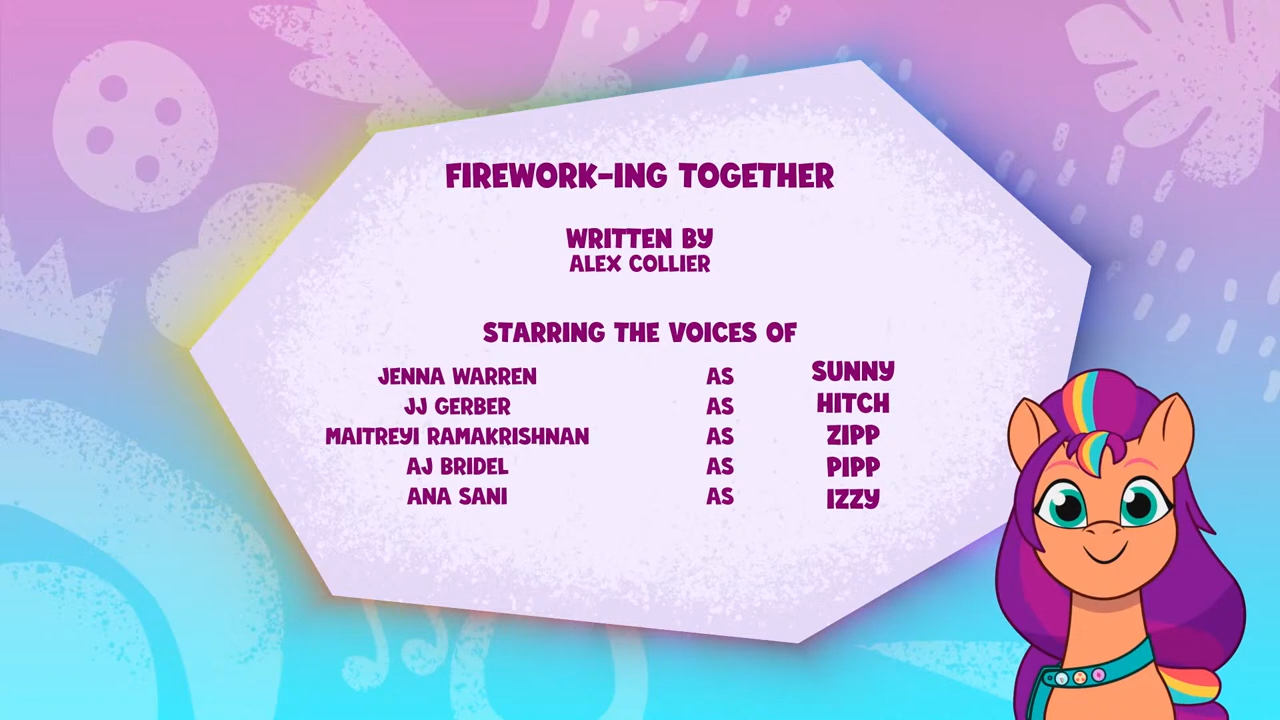 FIREWORK-ING TOGETHER
WRITTEN BY
ALEX COLLIER
STARRING THE VOICES OF
JENNA WARREN AS SUNNY
JJ GERBER AS HITCH
MAITREYI RAMAKRISHNAN AS ZIPP
AJ BRIDEL AS PIPP
ANA SANI AS IZZY